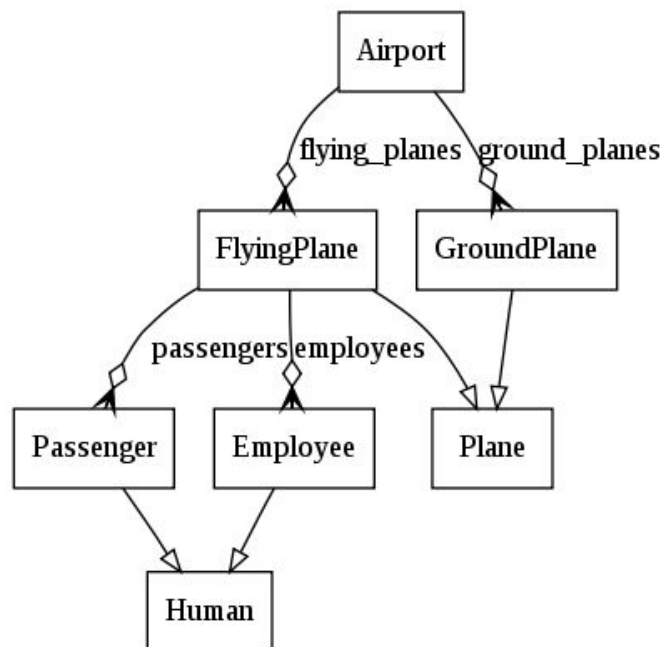 Airport
flying_planes ground_planes
FlyingPlane GroundPlane
passengers employees
Passenger Employee Plane
Human